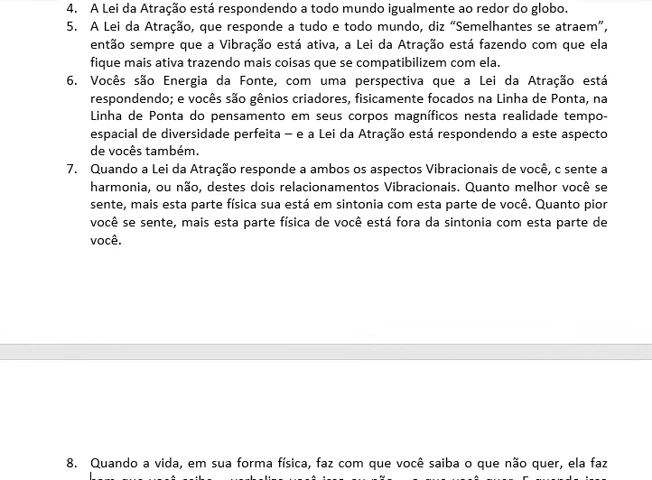 4. A Lei da Atração está respondendo a todo mundo igualmente ao redor do globo.
5. A Lei da Atração, que responde a tudo e todo mundo, diz “Semelhantes se atraem”,
então sempre que a Vibração está ativa, a Lei da Atração está fazendo com que ela
fique mais ativa trazendo mais coisas que se compatibilizem com ela.
6. Vocês são Energia da Fonte, com uma perspectiva que a Lei da Atração está
respondendo; e vocês são gênios criadores, fisicamente focados na Linha de Ponta, na
Linha de Ponta do pensamento em seus corpos magníficos nesta realidade tempo-
espacial de diversidade perfeita – e a Lei da Atração está respondendo a este aspecto
de vocês também.
7. Quando a Lei da Atração responde a ambos os aspectos Vibracionais de você, c sente a
harmonia, ou não, destes dois relacionamentos Vibracionais. Quanto melhor você se
sente, mais esta parte física sua está em sintonia com esta parte de você. Quanto pior
você se sente, mais esta parte física de você está fora da sintonia com esta parte de
você.
8. Quando a vida, em sua forma física, faz com que você saiba o que não quer, ela faz